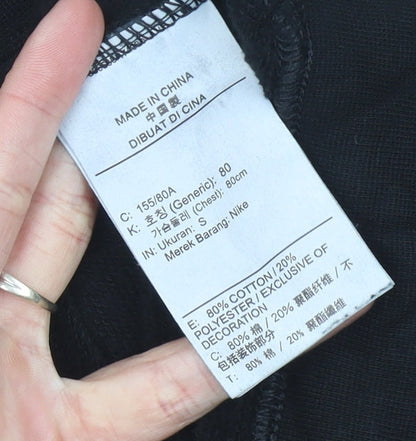 MADE IN CHINA
中國製
DIBUAT DI CINA
C: 155/80A
K: 호칭 (Generic): 80
가슴둘레 (Chest): 80cm
IN: Ukuran: S
Merek Barang: Nike
E: 80% COTTON / 20%
POLYESTER / EXCLUSIVE OF
DECORATION
C: 80% 棉 / 20% 聚酯纤维 / 不
包括装饰部分
T: 80% 棉 / 20% 聚酯纖維